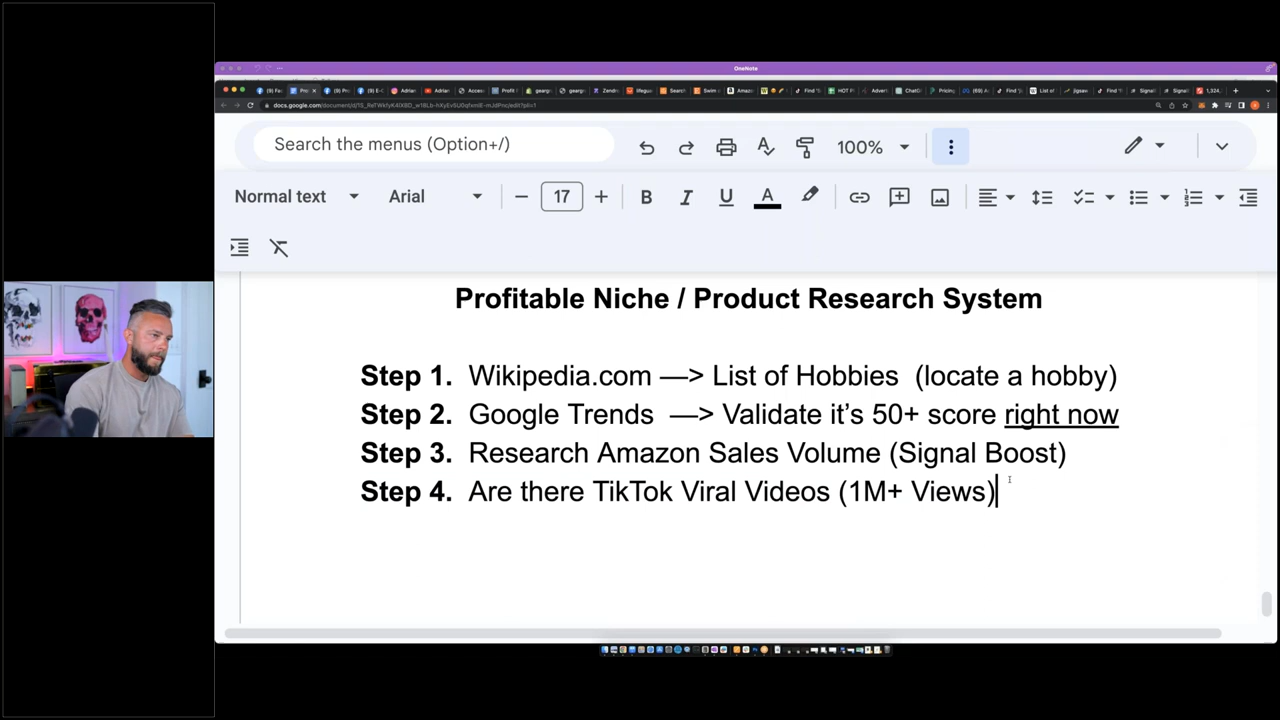 OneNote
Search the menus (Option+/)
100%
Normal text
Arial
17
Profitable Niche / Product Research System
Step 1. Wikipedia.com —> List of Hobbies (locate a hobby)
Step 2. Google Trends —> Validate it’s 50+ score right now
Step 3. Research Amazon Sales Volume (Signal Boost)
Step 4. Are there TikTok Viral Videos (1M+ Views)